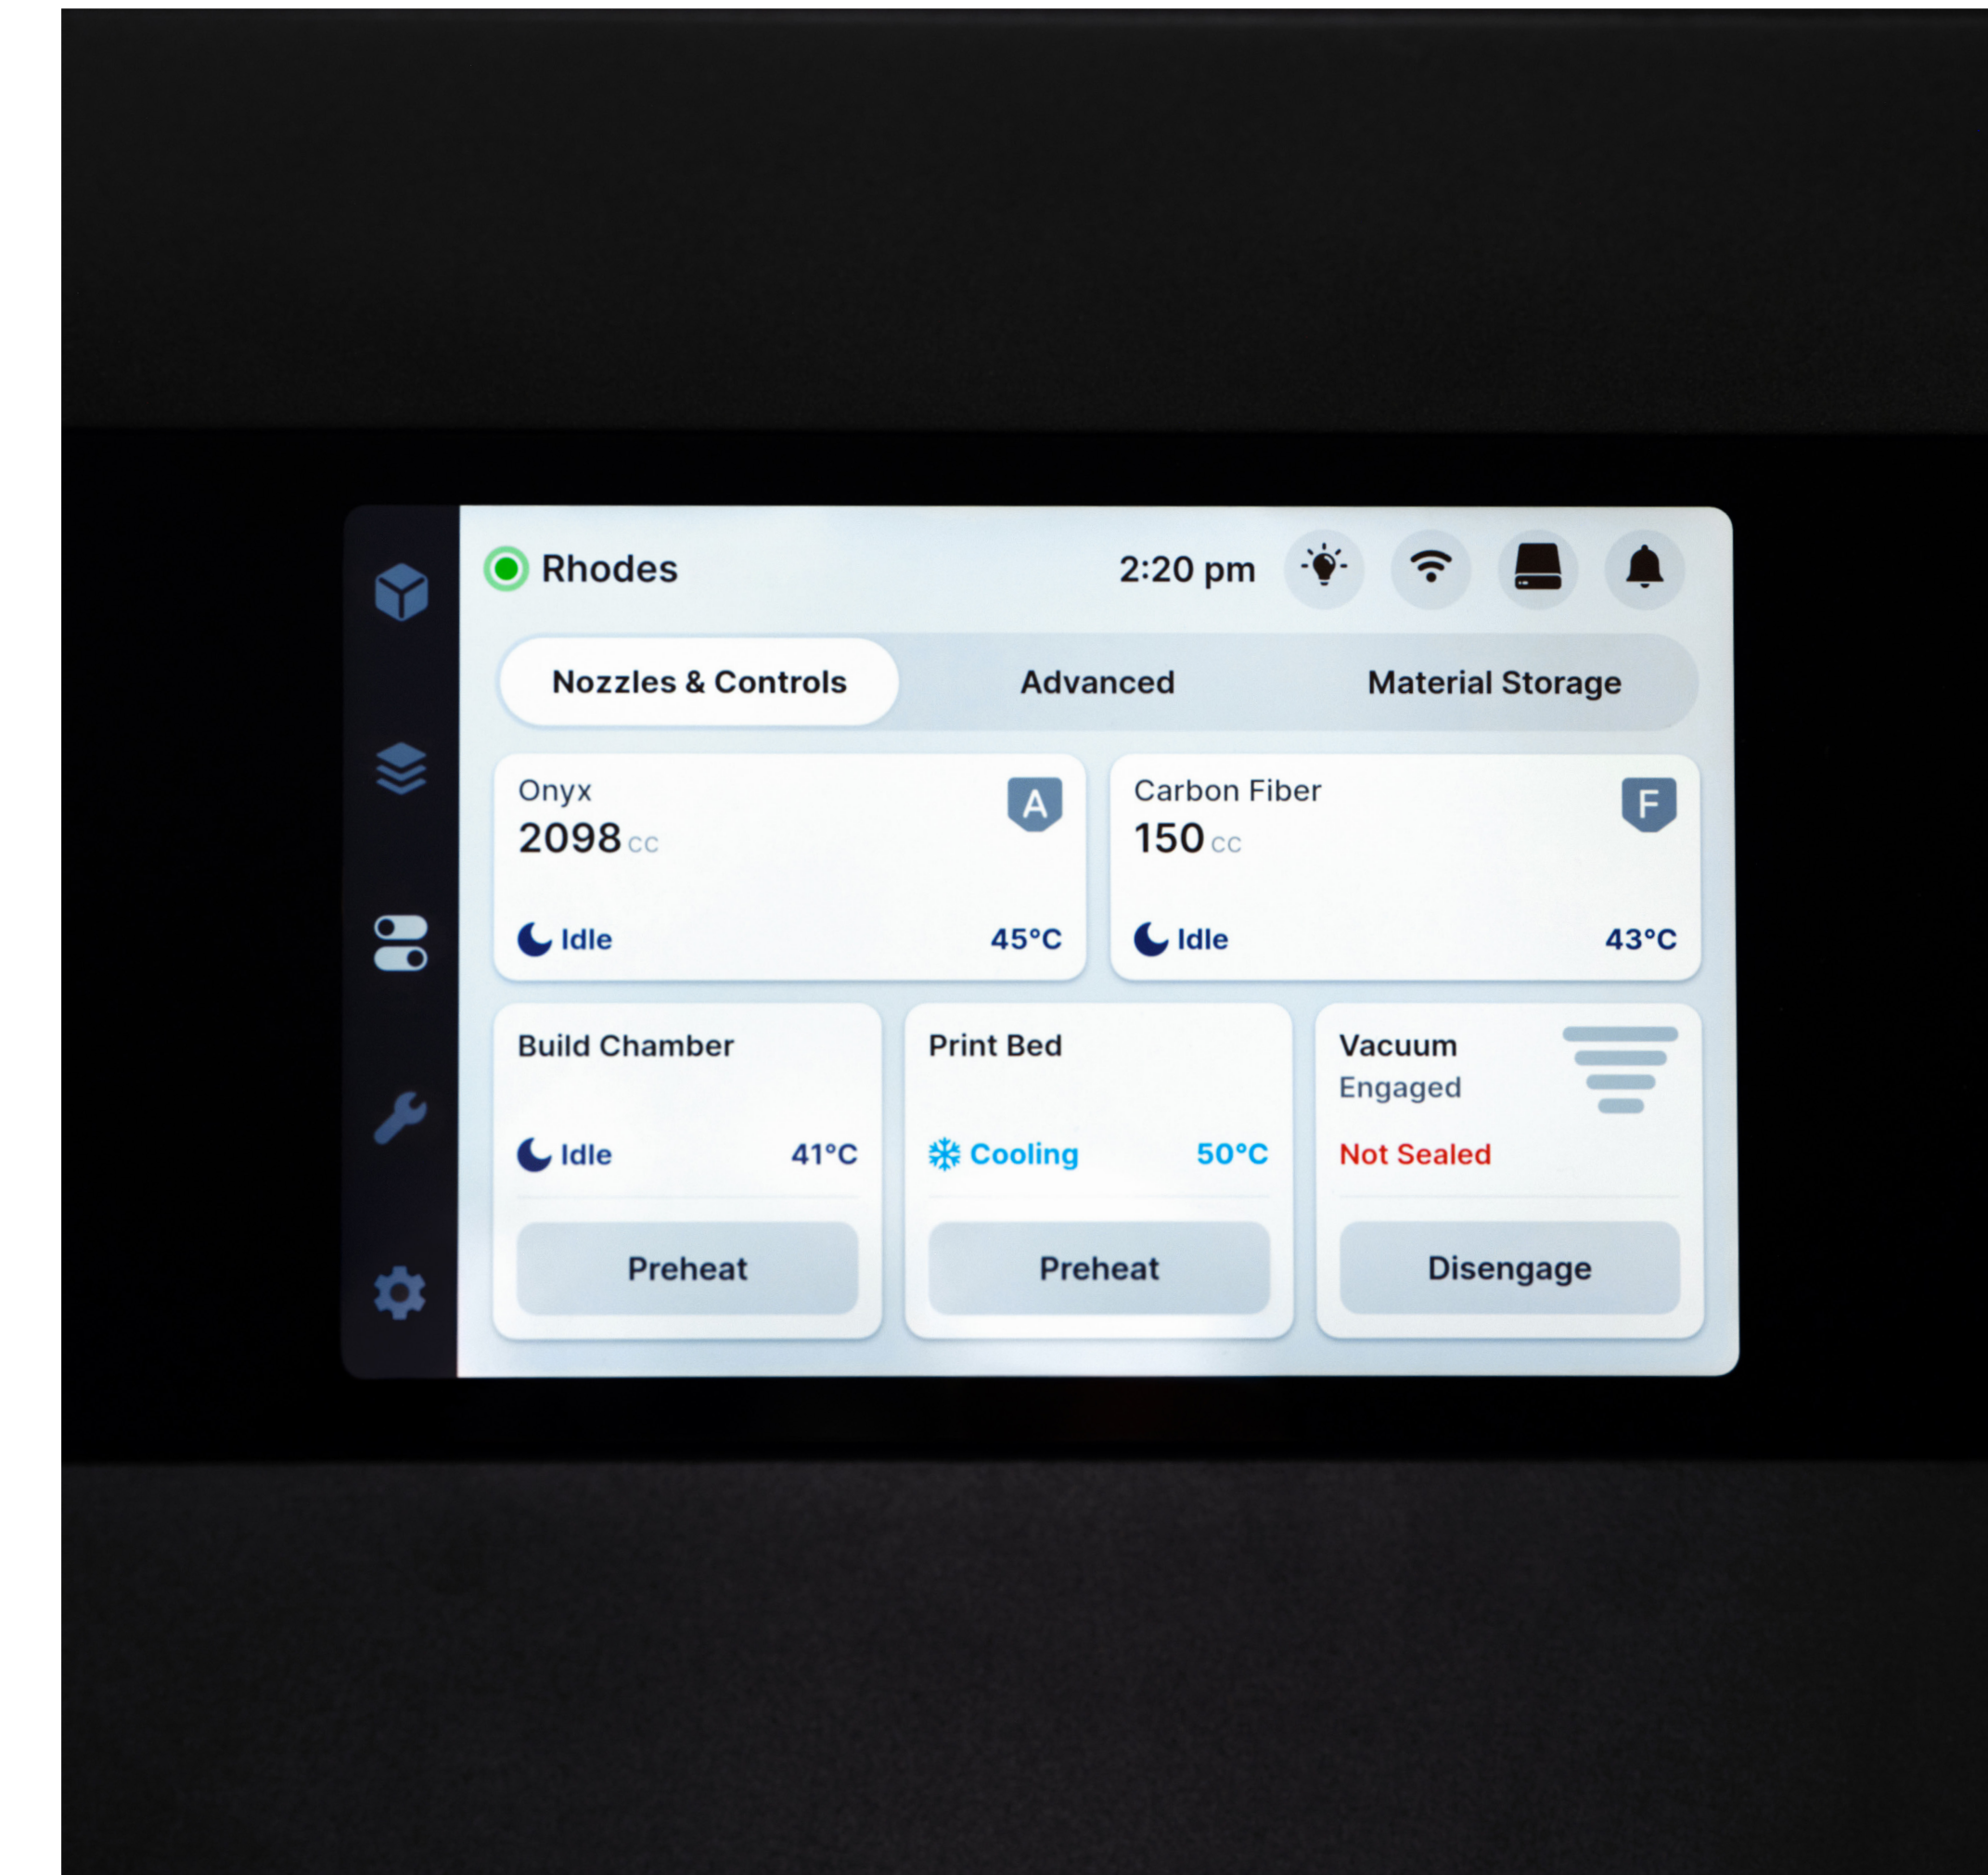 Rhodes 2:20 pm
Nozzles & Controls Advanced Material Storage
Onyx A
2098 cc
Idle 45°C
Carbon Fiber F
150 cc
Idle 43°C
Build Chamber
Idle 41°C
Preheat
Print Bed
Cooling 50°C
Preheat
Vacuum
Engaged
Not Sealed
Disengage